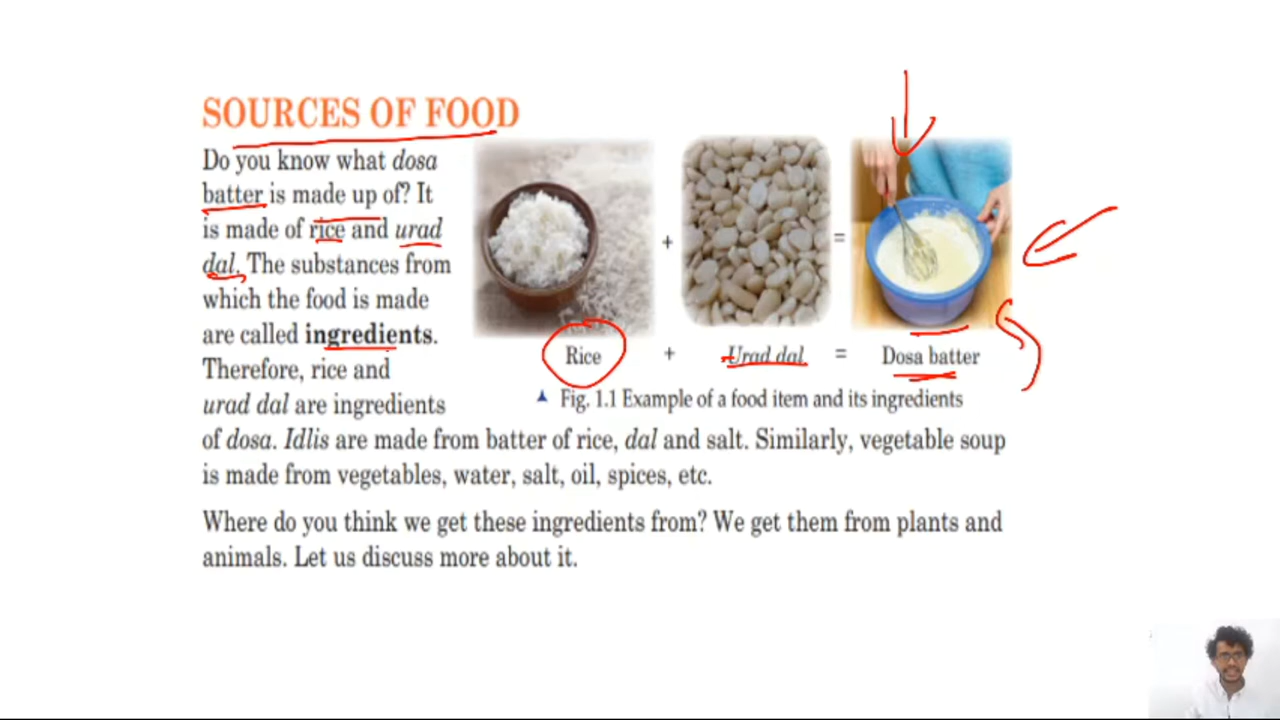 SOURCES OF FOOD
Do you know what dosa
batter is made up of? It
is made of rice and urad
dal. The substances from
which the food is made
are called ingredients.
Therefore, rice and
urad dal are ingredients
+ =
Rice + Urad dal = Dosa batter
Fig. 1.1 Example of a food item and its ingredients
of dosa. Idlis are made from batter of rice, dal and salt. Similarly, vegetable soup
is made from vegetables, water, salt, oil, spices, etc.
Where do you think we get these ingredients from? We get them from plants and
animals. Let us discuss more about it.